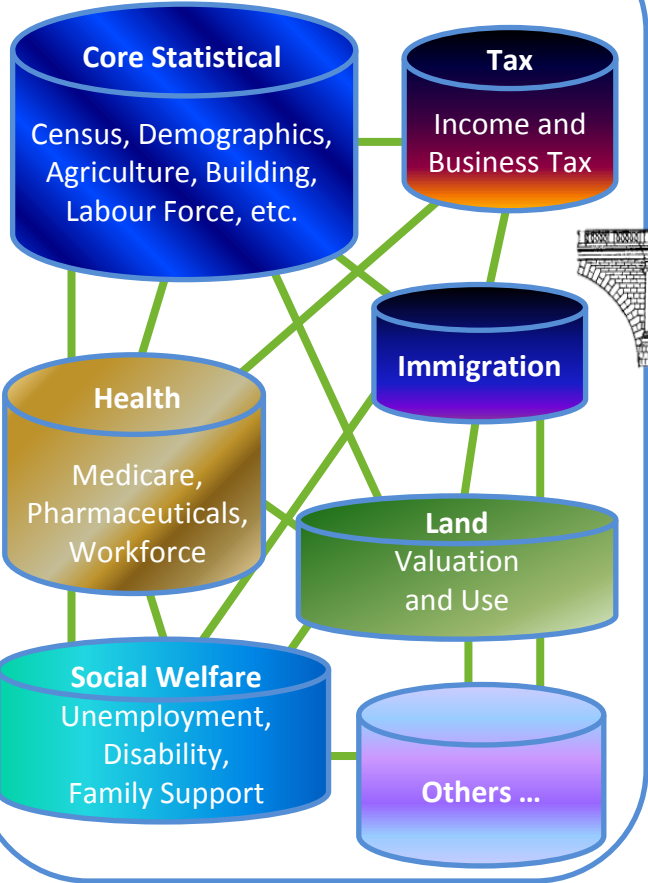 Core Statistical
Census, Demographics,
Agriculture, Building,
Labour Force, etc.
Tax
Income and
Business Tax
Immigration
Health
Medicare,
Pharmaceuticals,
Workforce
Land
Valuation
and Use
Social Welfare
Unemployment,
Disability,
Family Support
Others ...